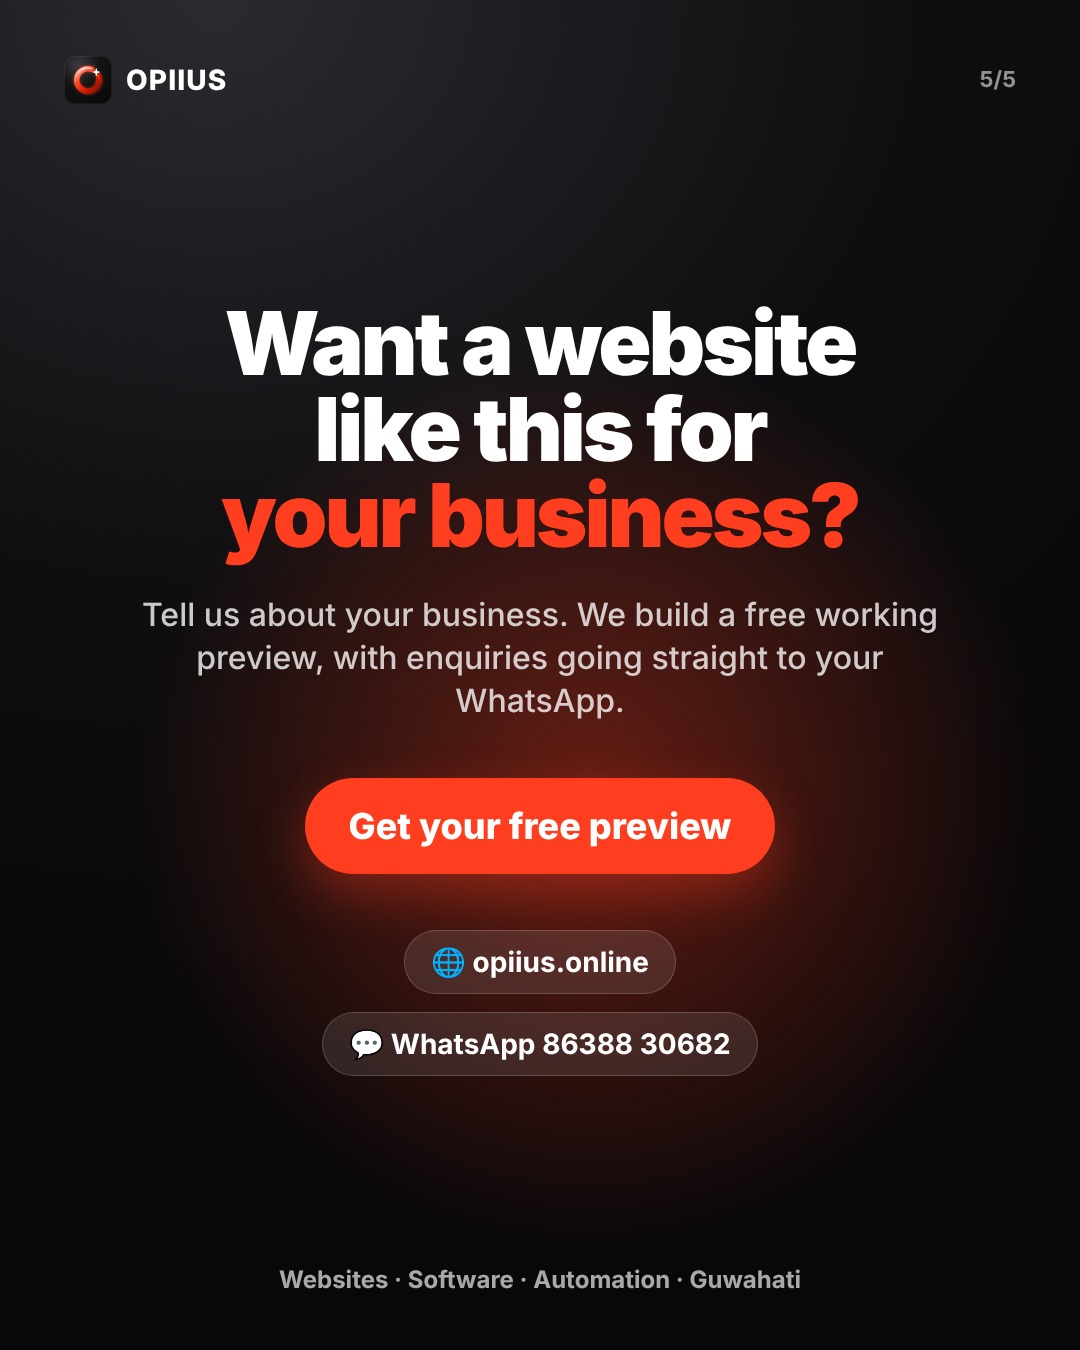 OPIIUS
5/5
Want a website
like this for
your business?
Tell us about your business. We build a free working
preview, with enquiries going straight to your
WhatsApp.
Get your free preview
🌐 opiius.online
💬 WhatsApp 86388 30682
Websites · Software · Automation · Guwahati